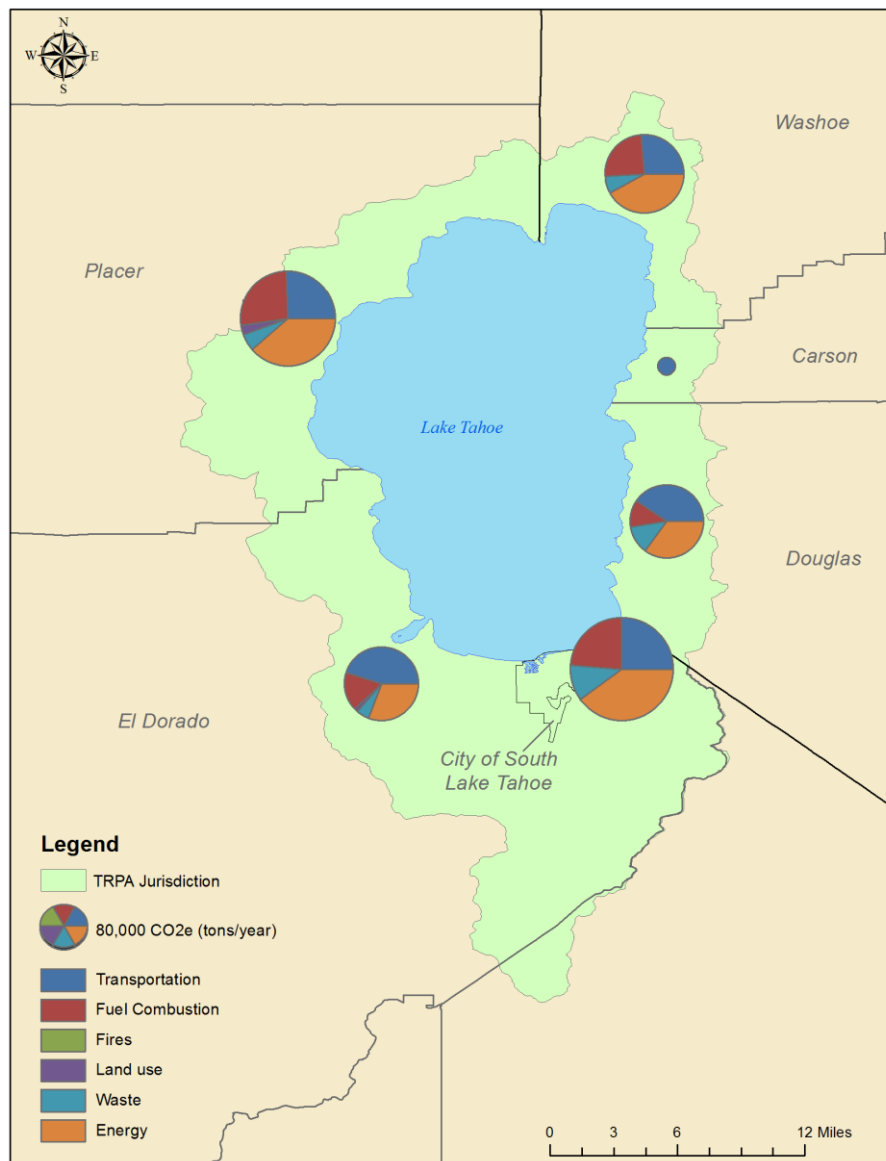 N
W E
S
Washoe
Placer
Carson
Lake Tahoe
Douglas
El Dorado
City of South
Lake Tahoe
Legend
TRPA Jurisdiction
80,000 CO2e (tons/year)
Transportation
Fuel Combustion
Fires
Land use
Waste
Energy
0 3 6 12 Miles